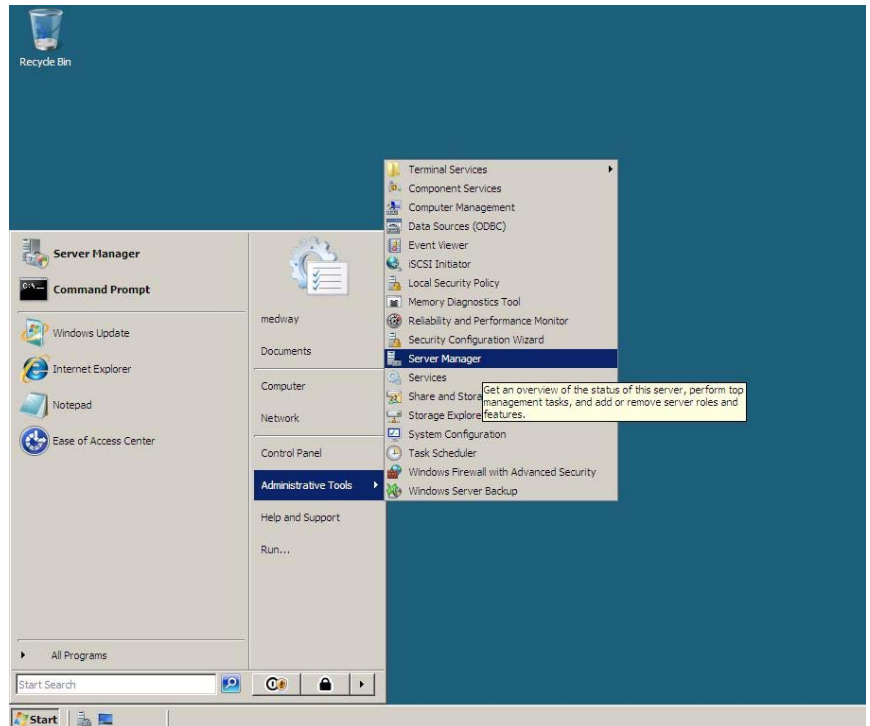 Recycle Bin
Terminal Services
Component Services
Computer Management
Data Sources (ODBC)
Event Viewer
iSCSI Initiator
Local Security Policy
Memory Diagnostics Tool
Reliability and Performance Monitor
Security Configuration Wizard
Server Manager
Services
Share and Stora
Storage Explore
System Configuration
Task Scheduler
Windows Firewall with Advanced Security
Windows Server Backup
Get an overview of the status of this server, perform top
management tasks, and add or remove server roles and
features.
Server Manager
Command Prompt
Windows Update
Internet Explorer
Notepad
Ease of Access Center
All Programs
Start Search
medway
Documents
Computer
Network
Control Panel
Administrative Tools
Help and Support
Run...
Start